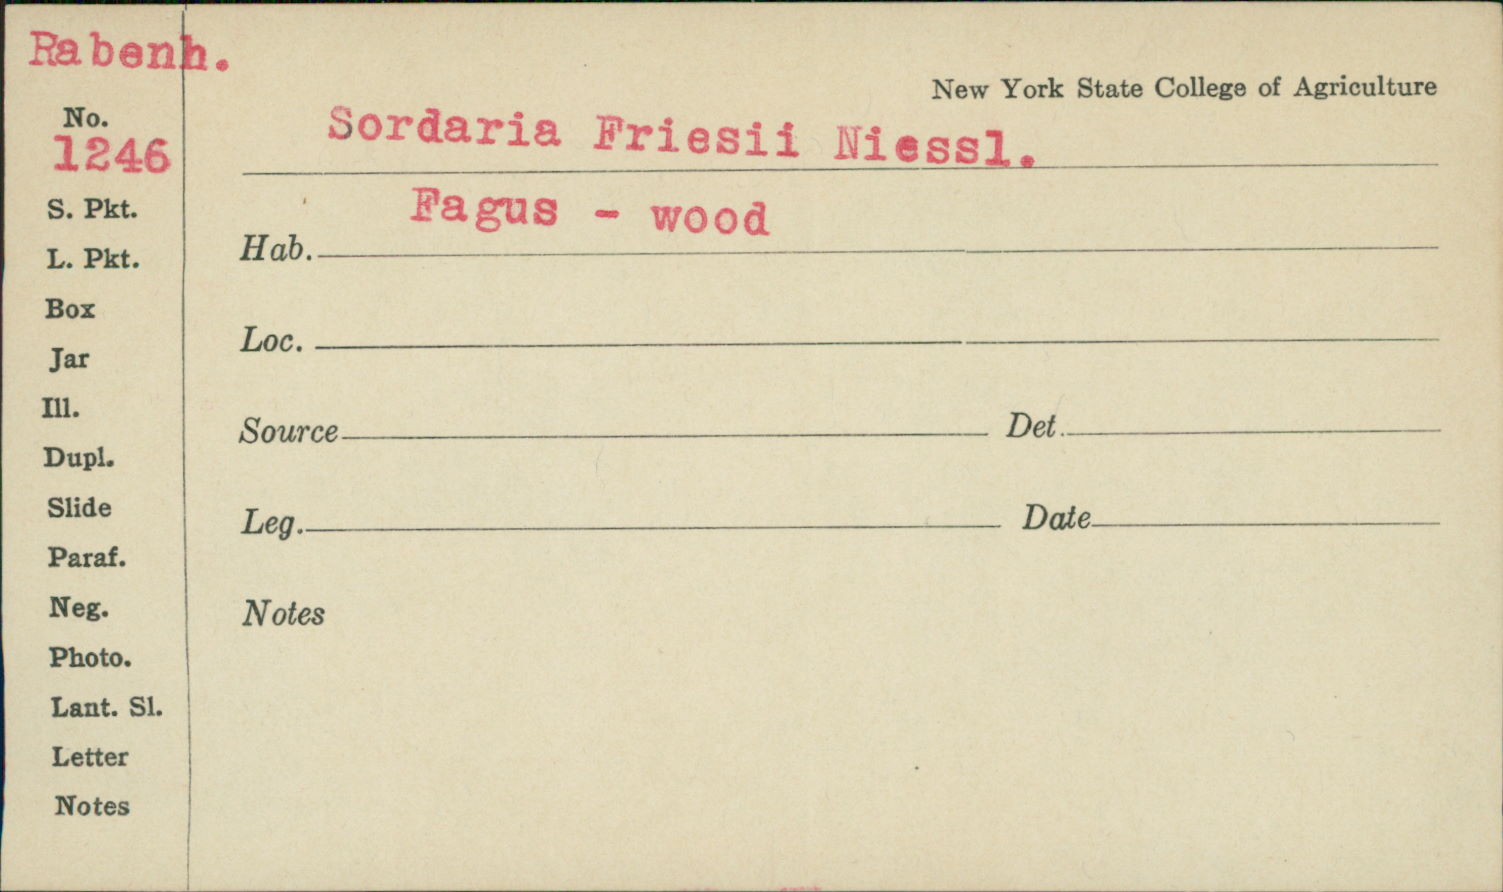 Rabenh.
New York State College of Agriculture
No.
1246
Sordaria Friesii Niessl.
S. Pkt.
Fagus - wood
Hab.
L. Pkt.
Box
Loc.
Jar
Ill.
Source Det.
Dupl.
Slide
Leg. Date
Paraf.
Neg.
Notes
Photo.
Lant. Sl.
Letter
Notes